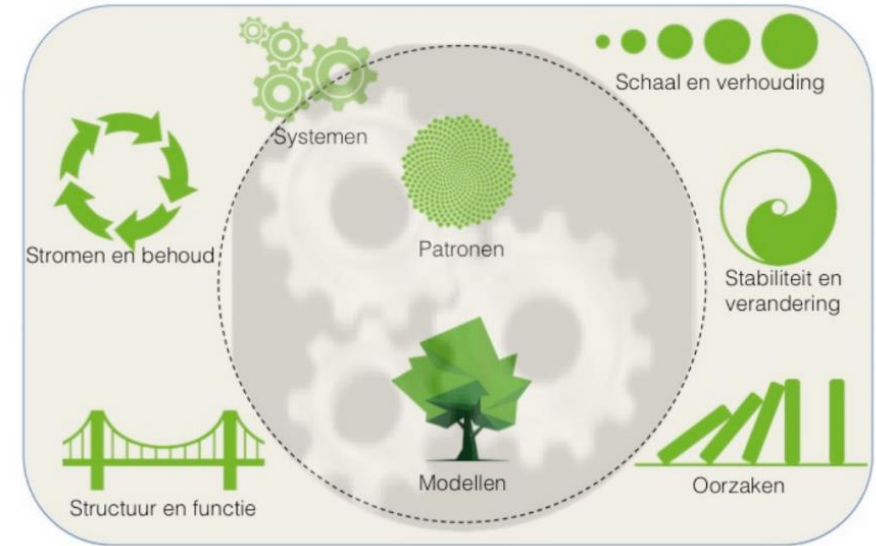 Schaal en verhouding
Systemen
Stromen en behoud
Patronen
Stabiliteit en
verandering
Modellen
Oorzaken
Structuur en functie